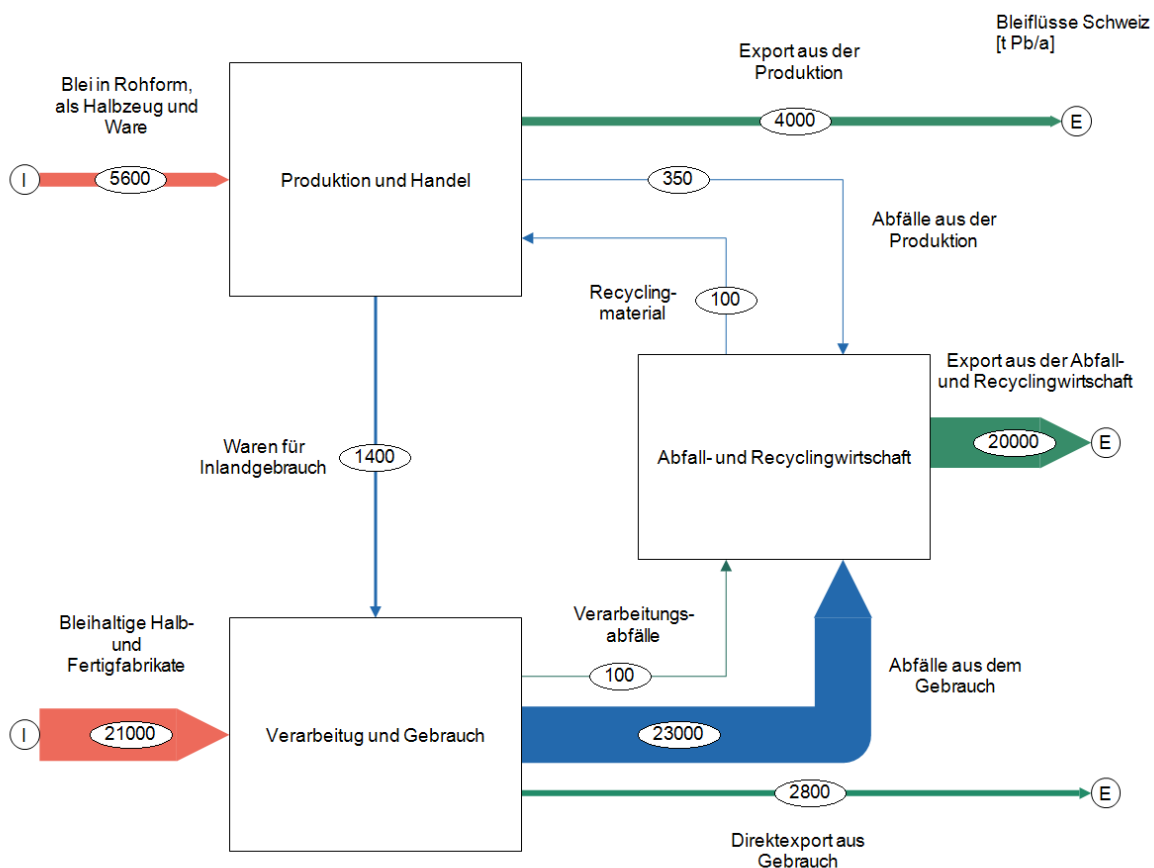 Bleiflüsse Schweiz
[t Pb/a]
Export aus der
Produktion
Blei in Rohform,
als Halbzeug und
Ware
4000
E
I
5600
Produktion und Handel
350
Abfälle aus der
Produktion
Recycling-
material
100
Export aus der Abfall-
und Recyclingwirtschaft
Waren für
Inlandgebrauch
1400
Abfall- und Recyclingwirtschaft
20000
E
Bleihaltige Halb-
und
Fertigfabrikate
Verarbeitungs-
abfälle
100
Abfälle aus dem
Gebrauch
I
21000
Verarbeitug und Gebrauch
23000
2800
E
Direktexport aus
Gebrauch